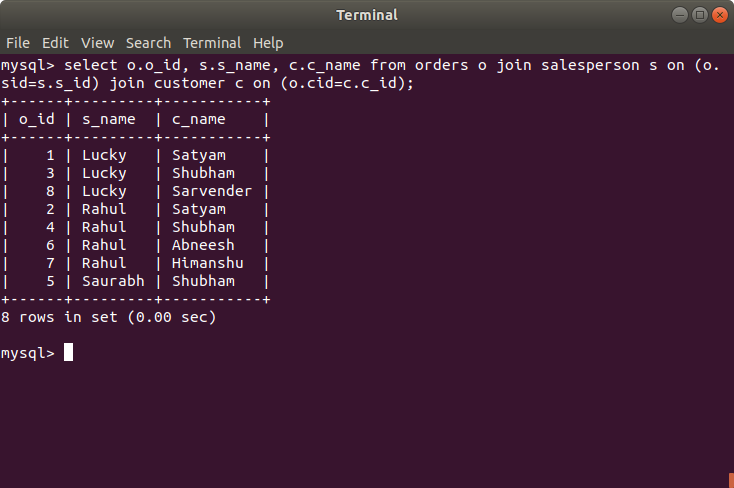 Terminal
File Edit View Search Terminal Help
mysql> select o.o_id, s.s_name, c.c_name from orders o join salesperson s on (o.
sid=s.s_id) join customer c on (o.cid=c.c_id);
+------+---------+-----------+
| o_id | s_name  | c_name    |
+------+---------+-----------+
|    1 | Lucky   | Satyam    |
|    3 | Lucky   | Shubham   |
|    8 | Lucky   | Sarvender |
|    2 | Rahul   | Satyam    |
|    4 | Rahul   | Shubham   |
|    6 | Rahul   | Abneesh   |
|    7 | Rahul   | Himanshu  |
|    5 | Saurabh | Shubham   |
+------+---------+-----------+
8 rows in set (0.00 sec)
mysql>